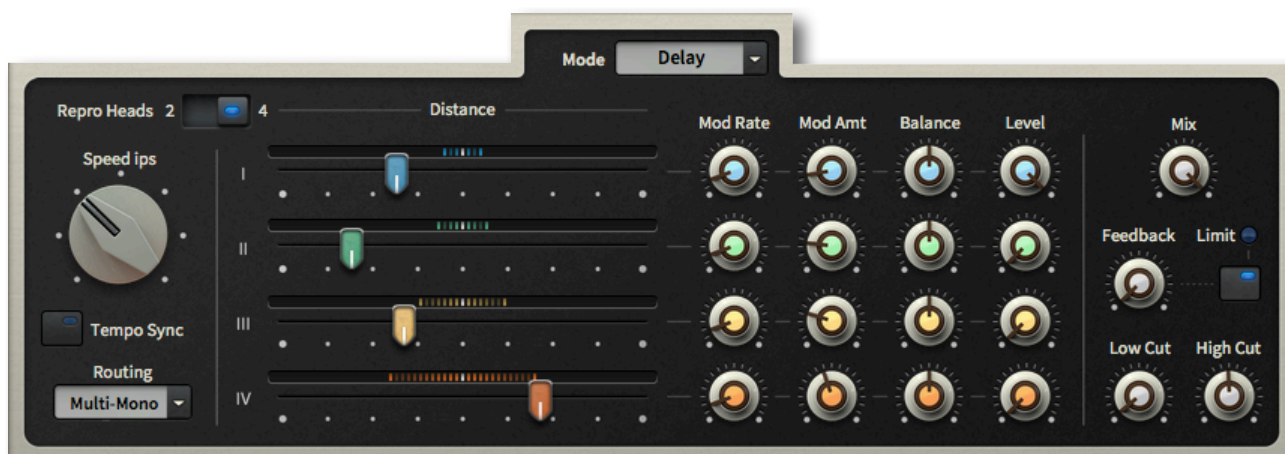 Mode Delay
Repro Heads 2 4 Distance
Mod Rate Mod Amt Balance Level Mix
Speed ips
I
II
Feedback Limit
III
Tempo Sync
Low Cut High Cut
Routing
Multi-Mono
IV